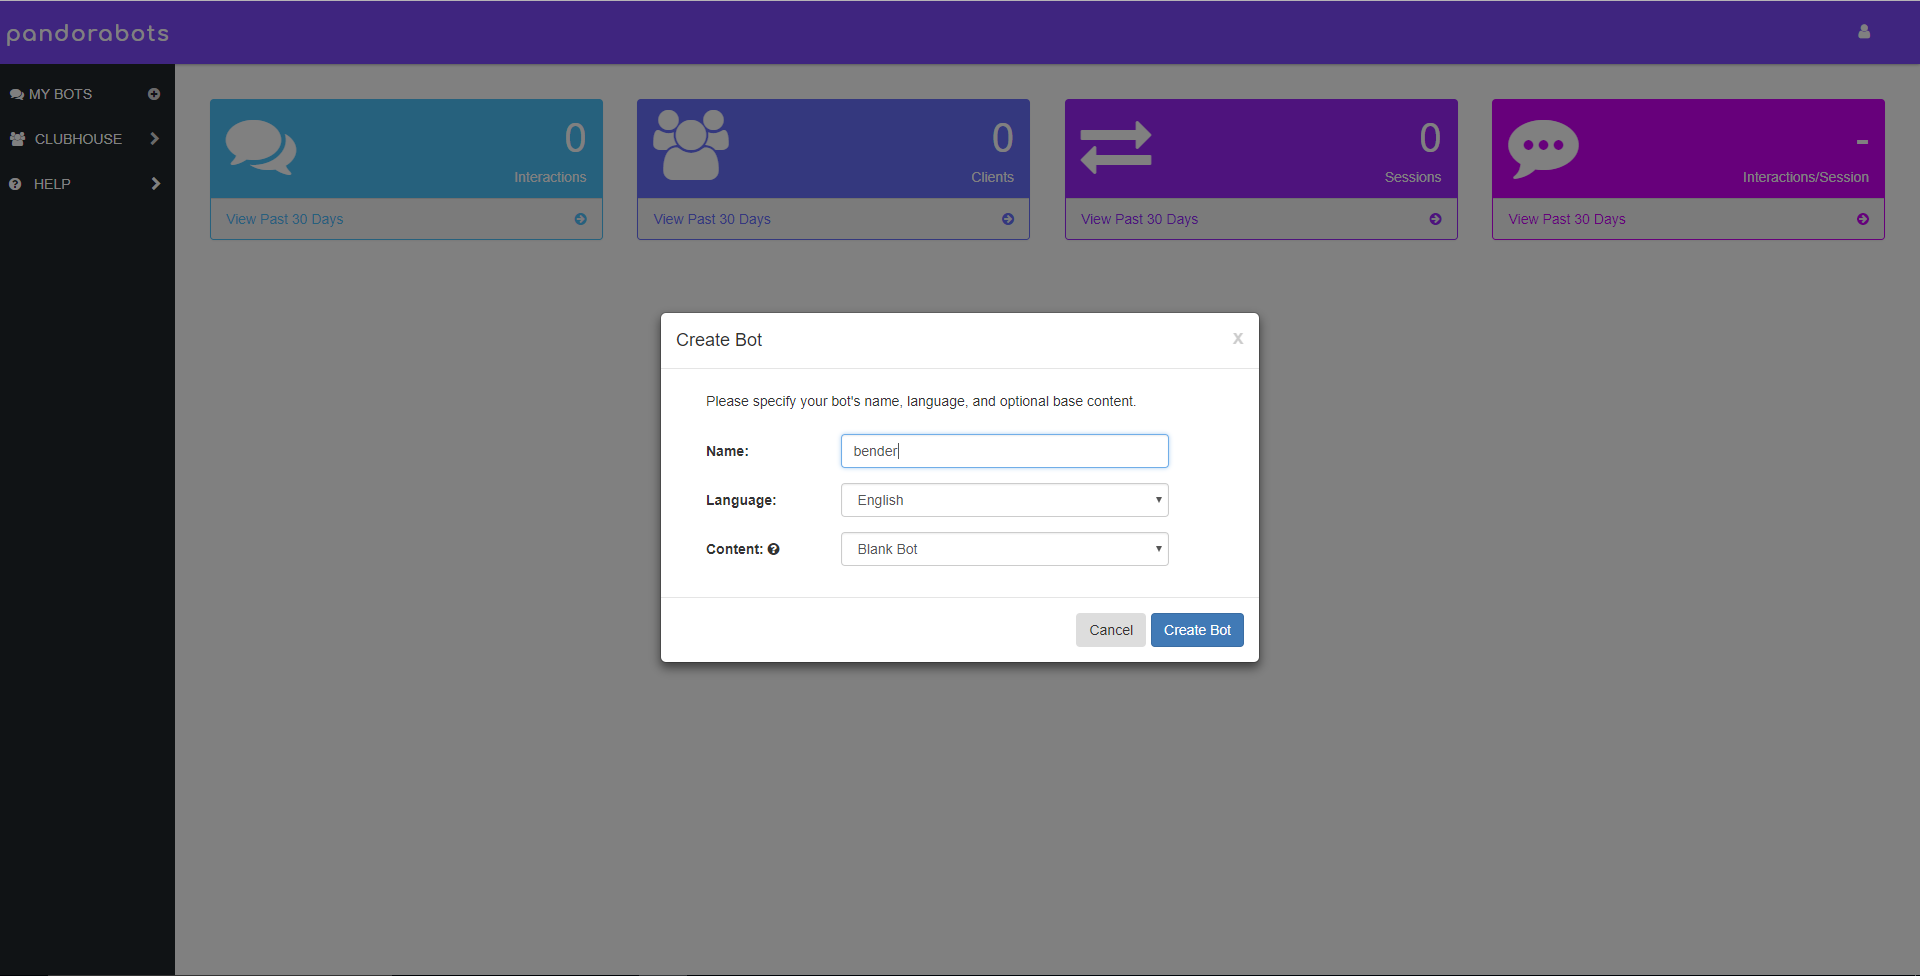 pandorabots
MY BOTS
CLUBHOUSE
HELP
0
Interactions
View Past 30 Days
0
Clients
View Past 30 Days
0
Sessions
View Past 30 Days
-
Interactions/Session
View Past 30 Days
Create Bot
x
Please specify your bot's name, language, and optional base content.
Name: bender
Language: English
Content: Blank Bot
Cancel Create Bot